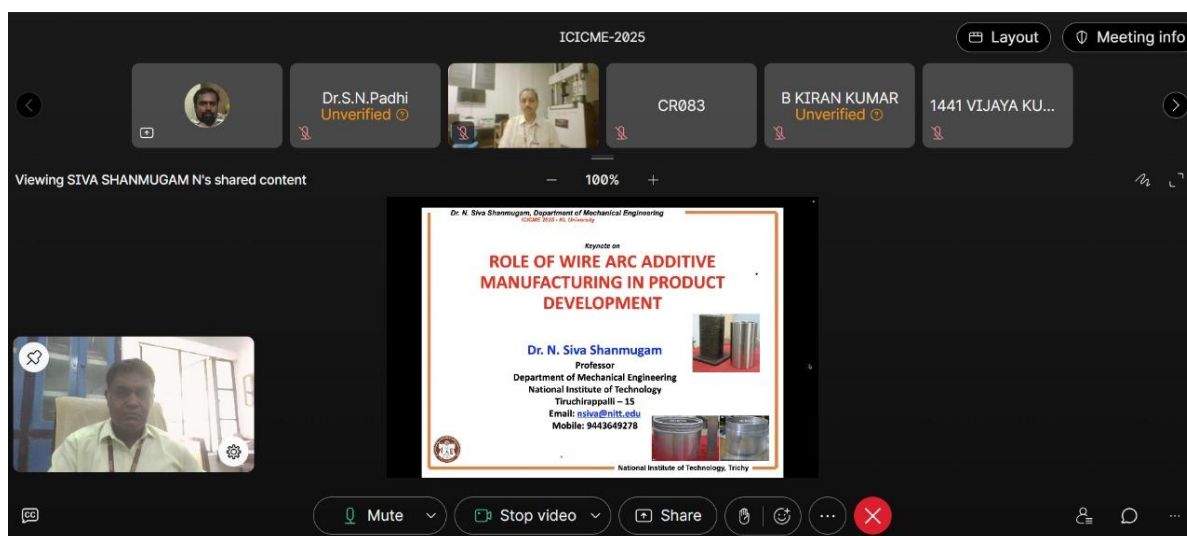 ICICME-2025
Layout
Meeting info
Dr.S.N.Padhi
Unverified
CR083
B KIRAN KUMAR
Unverified
1441 VIJAYA KU...
Viewing SIVA SHANMUGAM N's shared content
100%
Dr. N. Siva Shanmugam, Department of Mechanical Engineering
ICICME 2025 - KL University
Keynote on
ROLE OF WIRE ARC ADDITIVE
MANUFACTURING IN PRODUCT
DEVELOPMENT
Dr. N. Siva Shanmugam
Professor
Department of Mechanical Engineering
National Institute of Technology
Tiruchirappalli – 15
Email: nsiva@nitt.edu
Mobile: 9443649278
National Institute of Technology, Trichy
CC
Mute
Stop video
Share